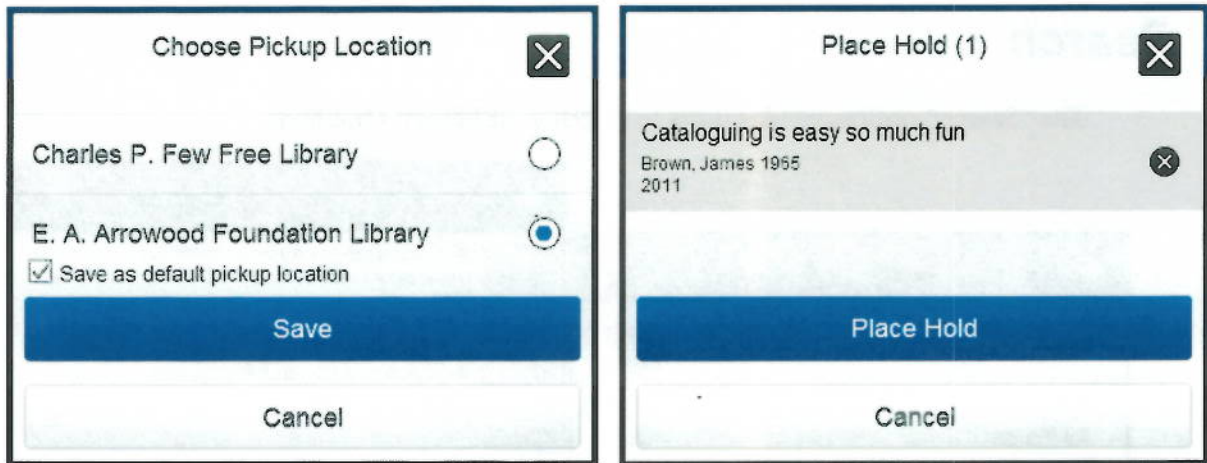 Choose Pickup Location
Charles P. Few Free Library
E. A. Arrowood Foundation Library
Save as default pickup location
Save
Cancel
Place Hold (1)
Cataloguing is easy so much fun
Brown, James 1965
2011
Place Hold
Cancel